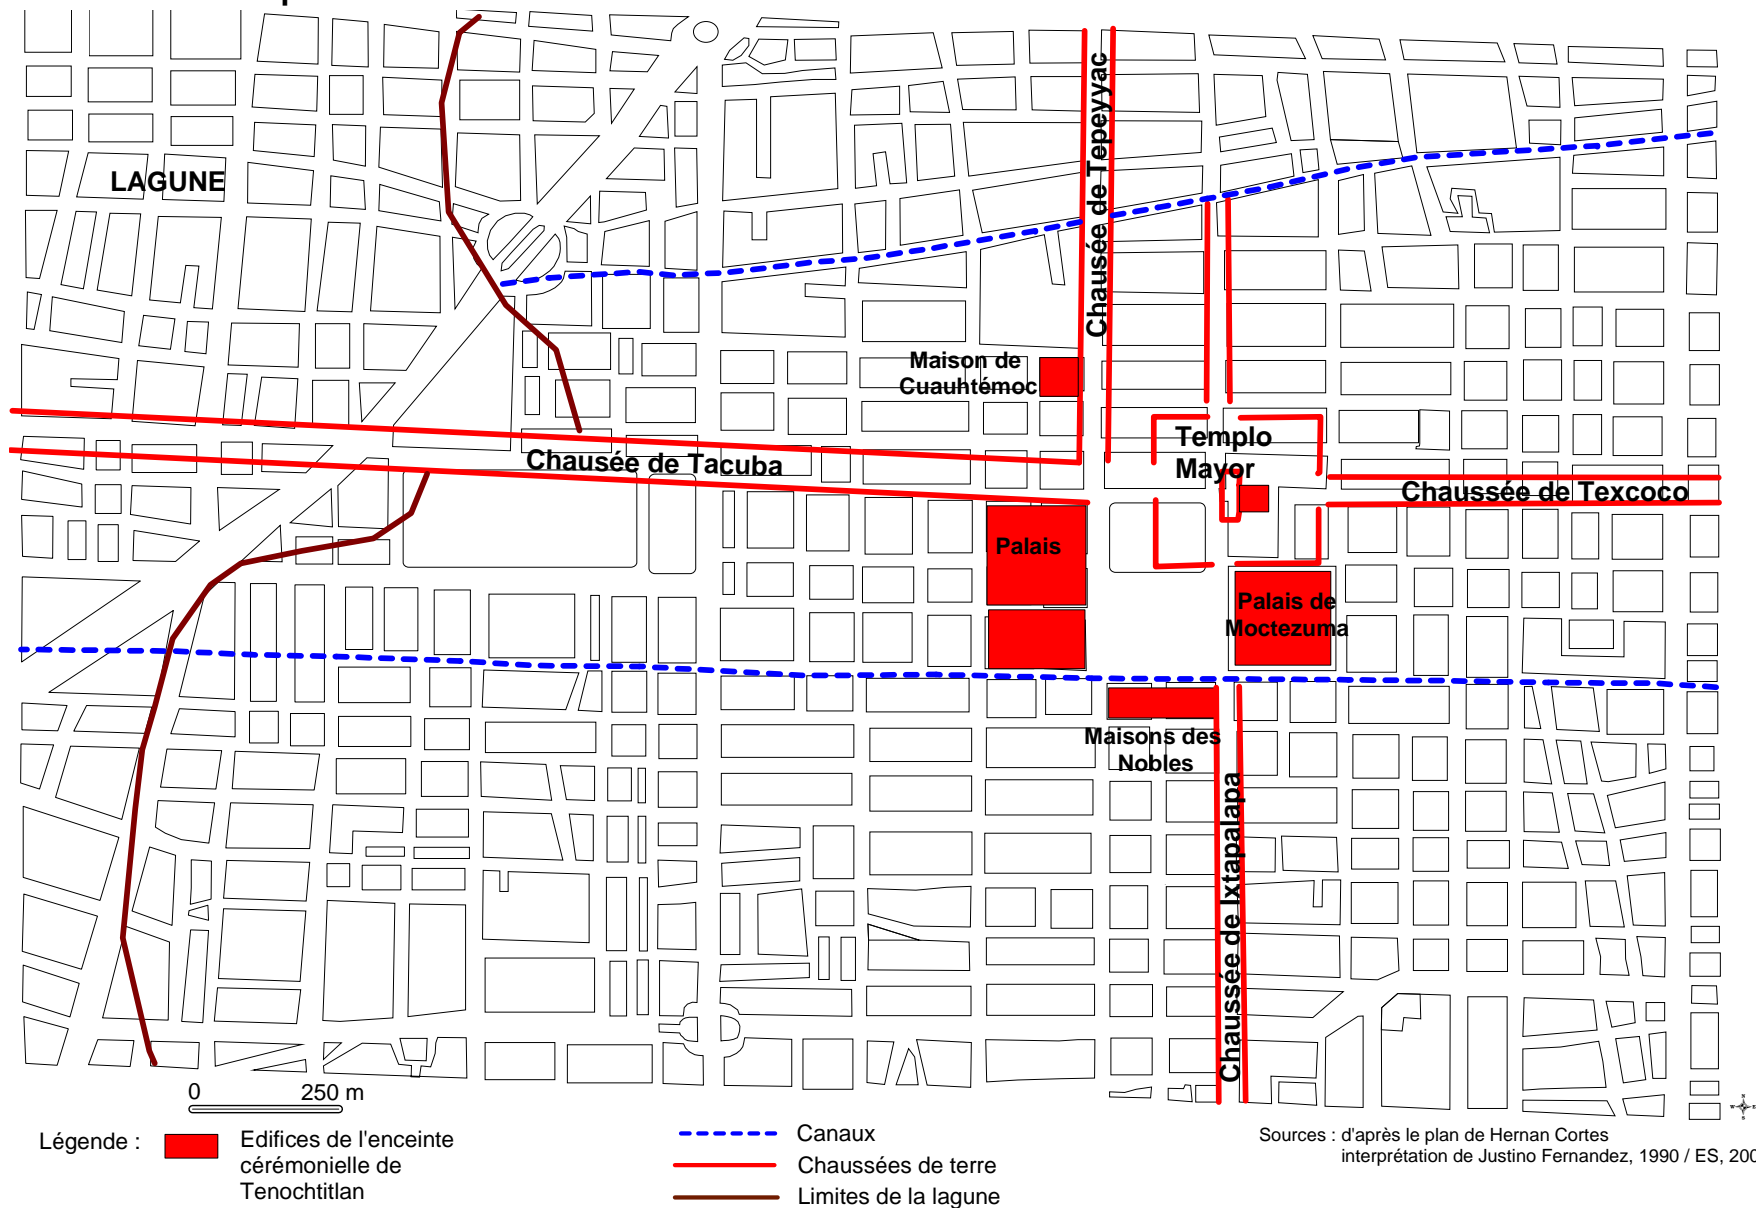 LAGUNE
Chausée de Tepeyyac
Maison de
Cuauhtémoc
Templo
Mayor
Chausée de Tacuba
Chaussée de Texcoco
Palais
Palais de
Moctezuma
Maisons des
Nobles
Chaussée de Ixtapalapa
0 250 m
Légende :
Edifices de l'enceinte
cérémonielle de
Tenochtitlan
Canaux
Chaussées de terre
Limites de la lagune
Sources : d'après le plan de Hernan Cortes
interprétation de Justino Fernandez, 1990 / ES, 200
N
W E
S